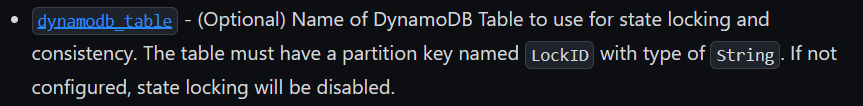 • dynamodb_table - (Optional) Name of DynamoDB Table to use for state locking and
consistency. The table must have a partition key named LockID with type of String. If not
configured, state locking will be disabled.